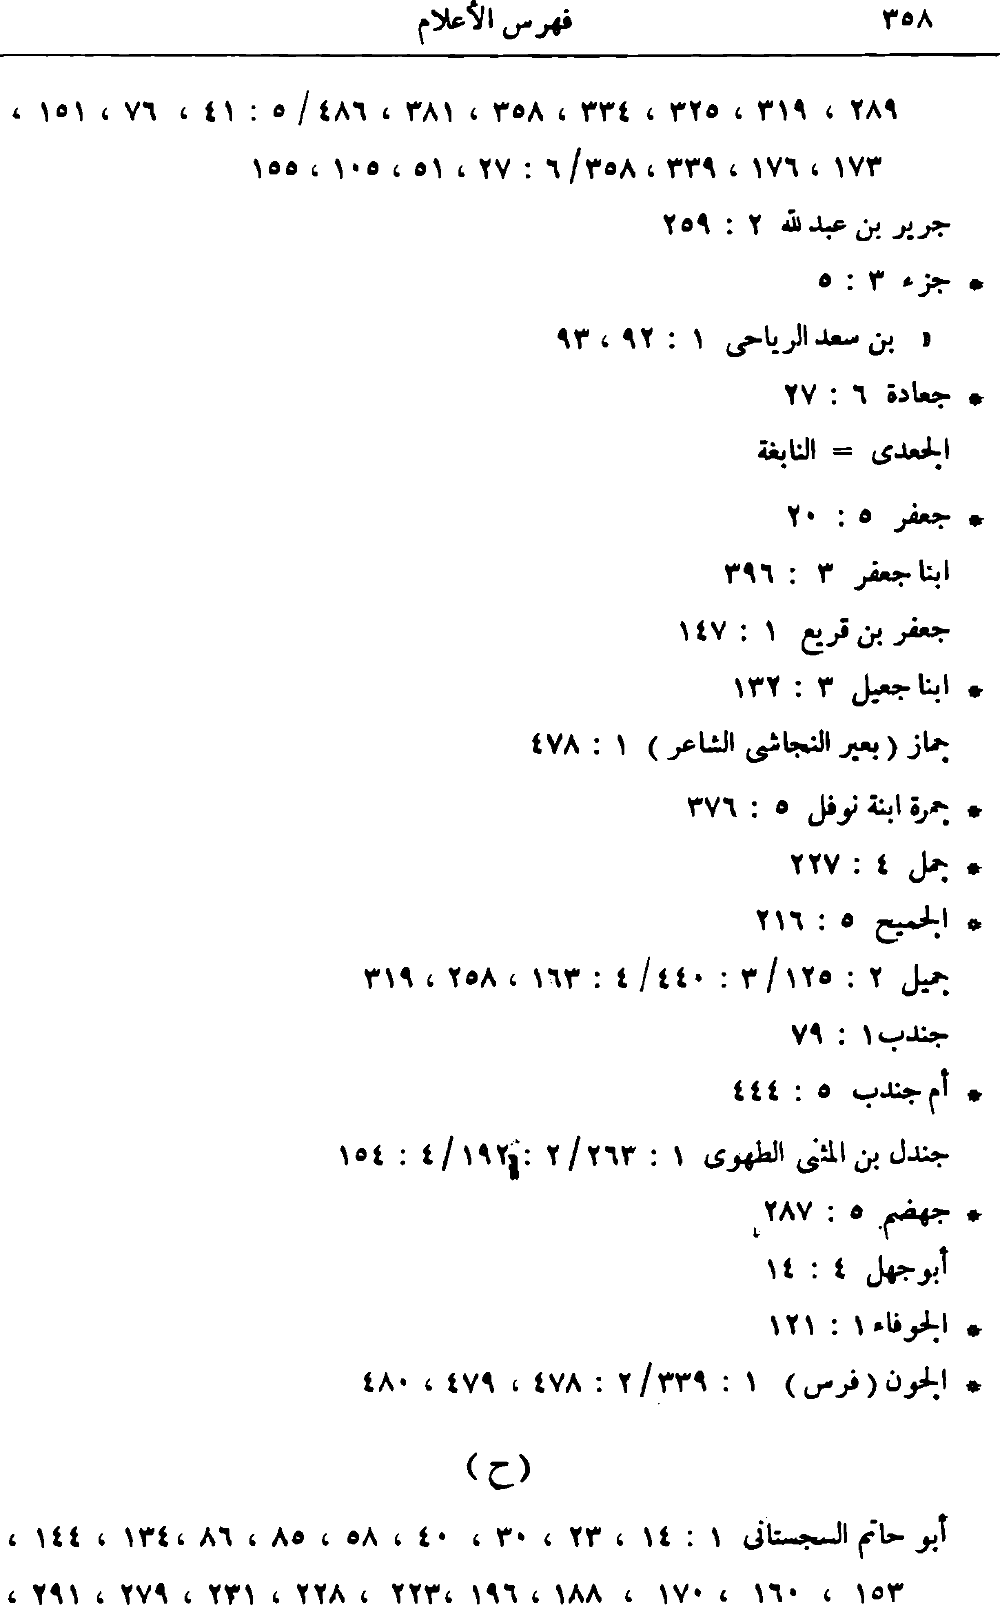 ٣٥٨ فهرس الأعلام
٢٨٩ ، ٣١٩ ، ٣٢٥ ، ٣٣٤ ، ٣٥٨ ، ٣٨١ ، ٤٨٦ / ٥ : ٤١ ، ٧٦ ، ١٥١ ،
١٧٣ ، ١٧٦ ، ٣٣٩ ، ٣٥٨/ ٦ : ٢٧ ، ٥١ ، ١٠٥ ، ١٥٥
جرير بن عبد لله ٢ : ٢٥٩
* جزء ٣ : ٥
» بن سعد الرياحى ١ : ٩٢ ، ٩٣
* جعادة ٦ : ٢٧
الجعدى = النابغة
* جعفر ٥ : ٢٠
ابنا جعفر ٣ : ٣٩٦
جعفر بن قريع ١ : ١٤٧
* ابنا جعيل ٣ : ١٣٢
جماز ( بعير النجاشى الشاعر ) ١ : ٤٧٨
* جمرة ابنة نوفل ٥ : ٣٧٦
* جمل ٤ : ٢٢٧
* الجميح ٥ : ٢١٦
جميل ٢ : ١٢٥/ ٣ : ٤٤٠/ ٤ : ١٦٣ ، ٢٥٨ ، ٣١٩
جندب ١ : ٧٩
* أم جندب ٥ : ٤٤٤
جندل بن المثنى الطهوى ١ : ٢٦٣/ ٢ : ١٩٢/ ٤ : ١٥٤
* جهضم ٥ : ٢٨٧
أبو جهل ٤ : ١٤
* الجوفاء ١ : ١٢١
* الجون ( فرس ) ١ : ٣٣٩/ ٢ : ٤٧٨ ، ٤٧٩ ، ٤٨٠
( ح )
أبو حاتم السجستانى ١ : ١٤ ، ٢٣ ، ٣٠ ، ٤٠ ، ٥٨ ، ٨٥ ، ٨٦ ، ١٣٤ ، ١٤٤ ،
١٥٣ ، ١٦٠ ، ١٧٠ ، ١٨٨ ، ١٩٦ ، ٢٢٣ ، ٢٢٨ ، ٢٣١ ، ٢٧٩ ، ٢٩١ ،